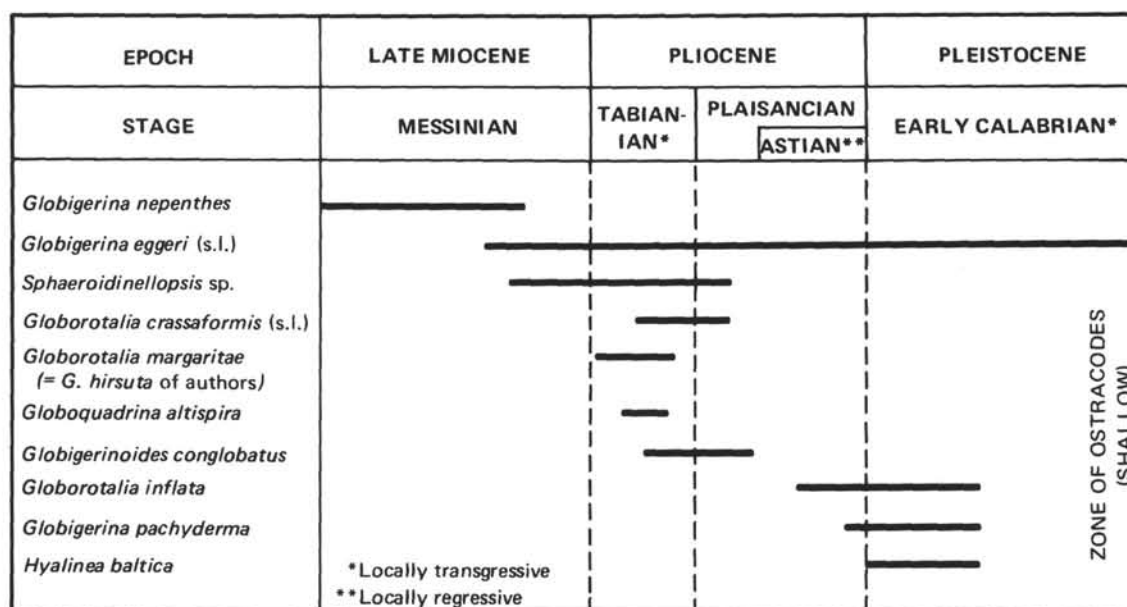 EPOCH LATE MIOCENE PLIOCENE PLEISTOCENE
STAGE MESSINIAN TABIAN-
IAN* PLAISANCIAN
ASTIAN** EARLY CALABRIAN*
Globigerina nepenthes
Globigerina eggeri (s.l.)
Sphaeroidinellopsis sp.
Globorotalia crassaformis (s.l.)
Globorotalia margaritae
(= G. hirsuta of authors)
Globoquadrina altispira
Globigerinoides conglobatus
Globorotalia inflata
Globigerina pachyderma
Hyalinea baltica
*Locally transgressive
**Locally regressive
ZONE OF OSTRACODES
(SHALLOW)